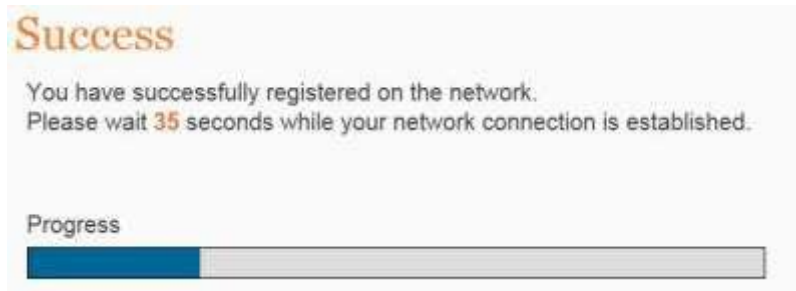 Success
You have successfully registered on the network.
Please wait 35 seconds while your network connection is established.
Progress